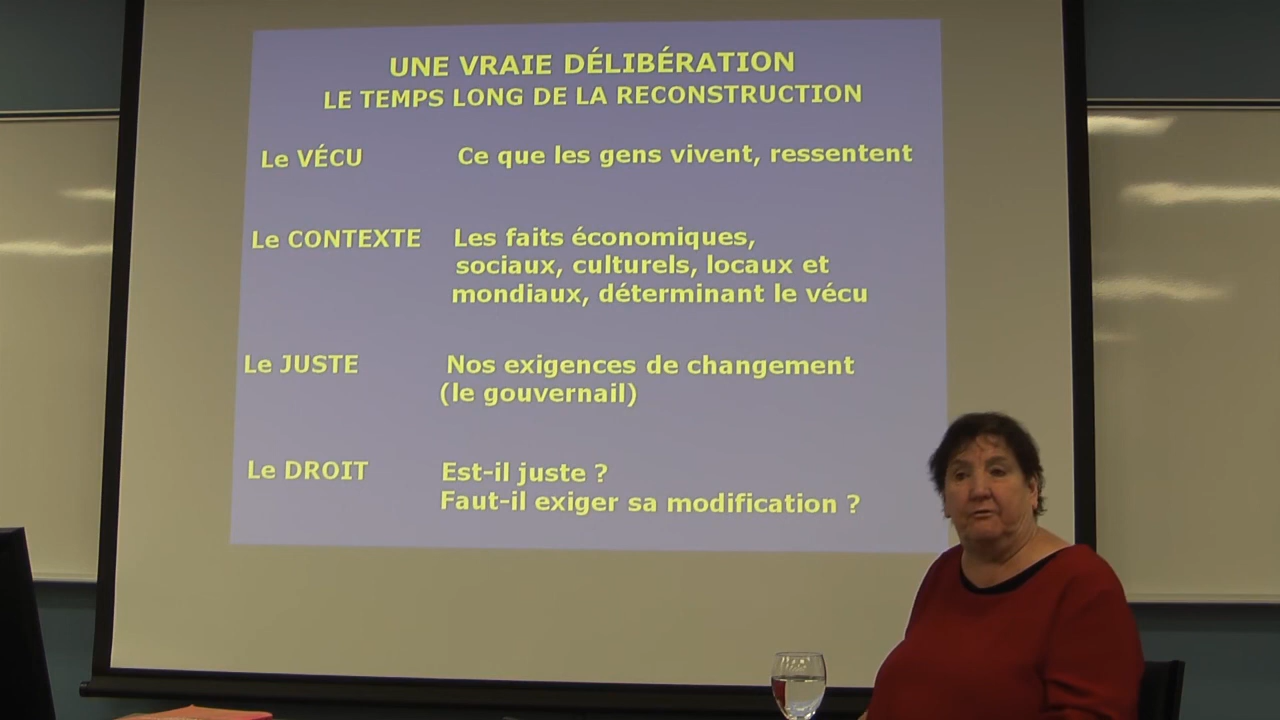 UNE VRAIE DÉLIBÉRATION
LE TEMPS LONG DE LA RECONSTRUCTION
Le VÉCU Ce que les gens vivent, ressentent
Le CONTEXTE Les faits économiques,
sociaux, culturels, locaux et
mondiaux, déterminant le vécu
Le JUSTE Nos exigences de changement
(le gouvernail)
Le DROIT Est-il juste ?
Faut-il exiger sa modification ?